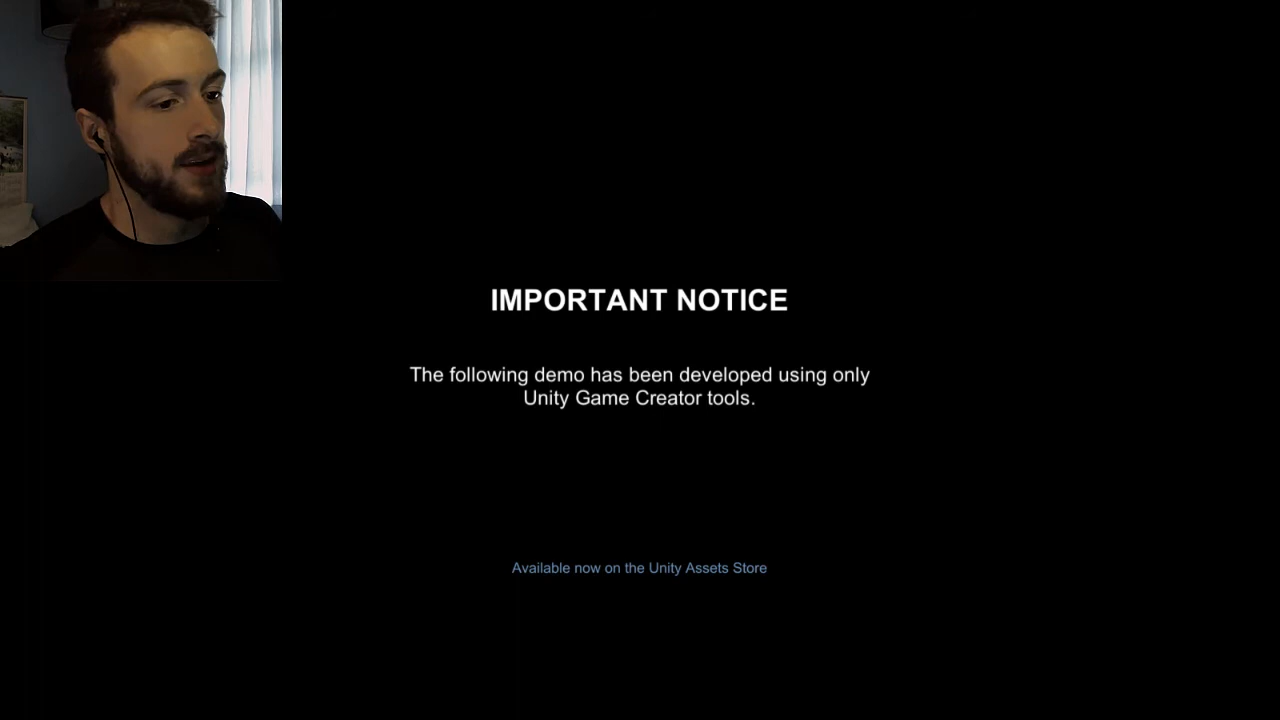 IMPORTANT NOTICE
The following demo has been developed using only
Unity Game Creator tools.
Available now on the Unity Assets Store